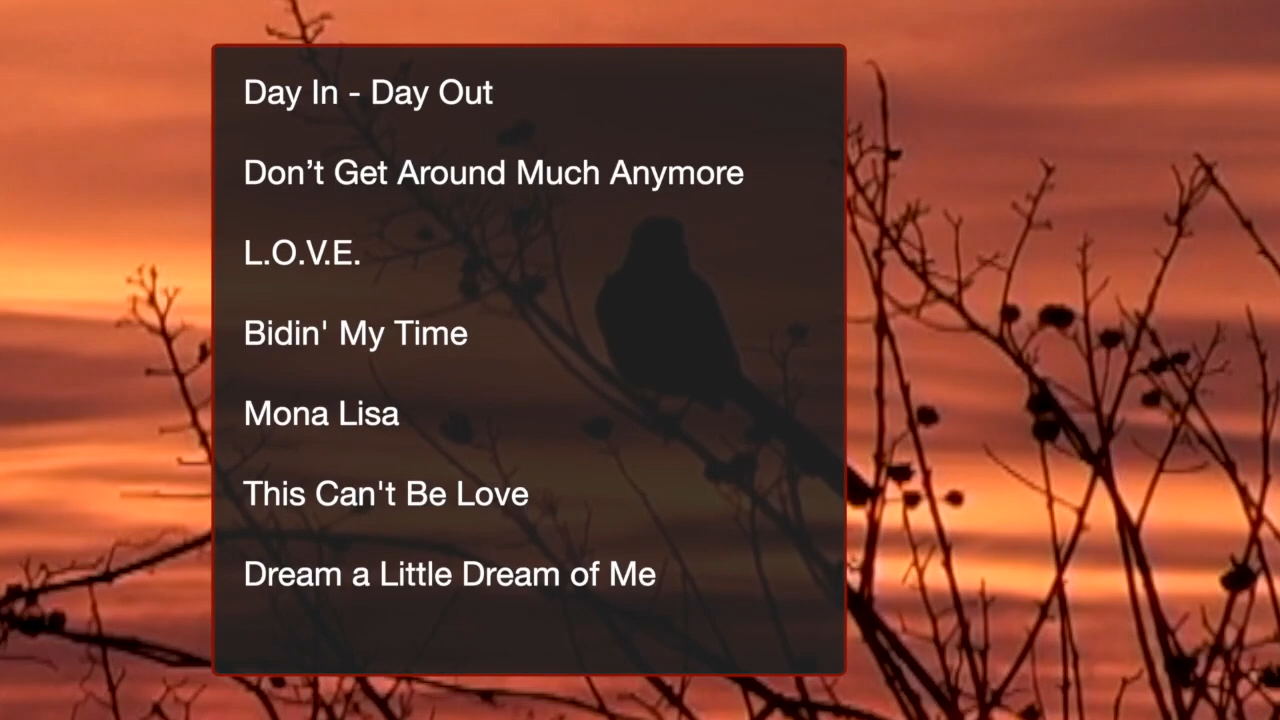 Day In - Day Out
Don’t Get Around Much Anymore
L.O.V.E.
Bidin' My Time
Mona Lisa
This Can't Be Love
Dream a Little Dream of Me